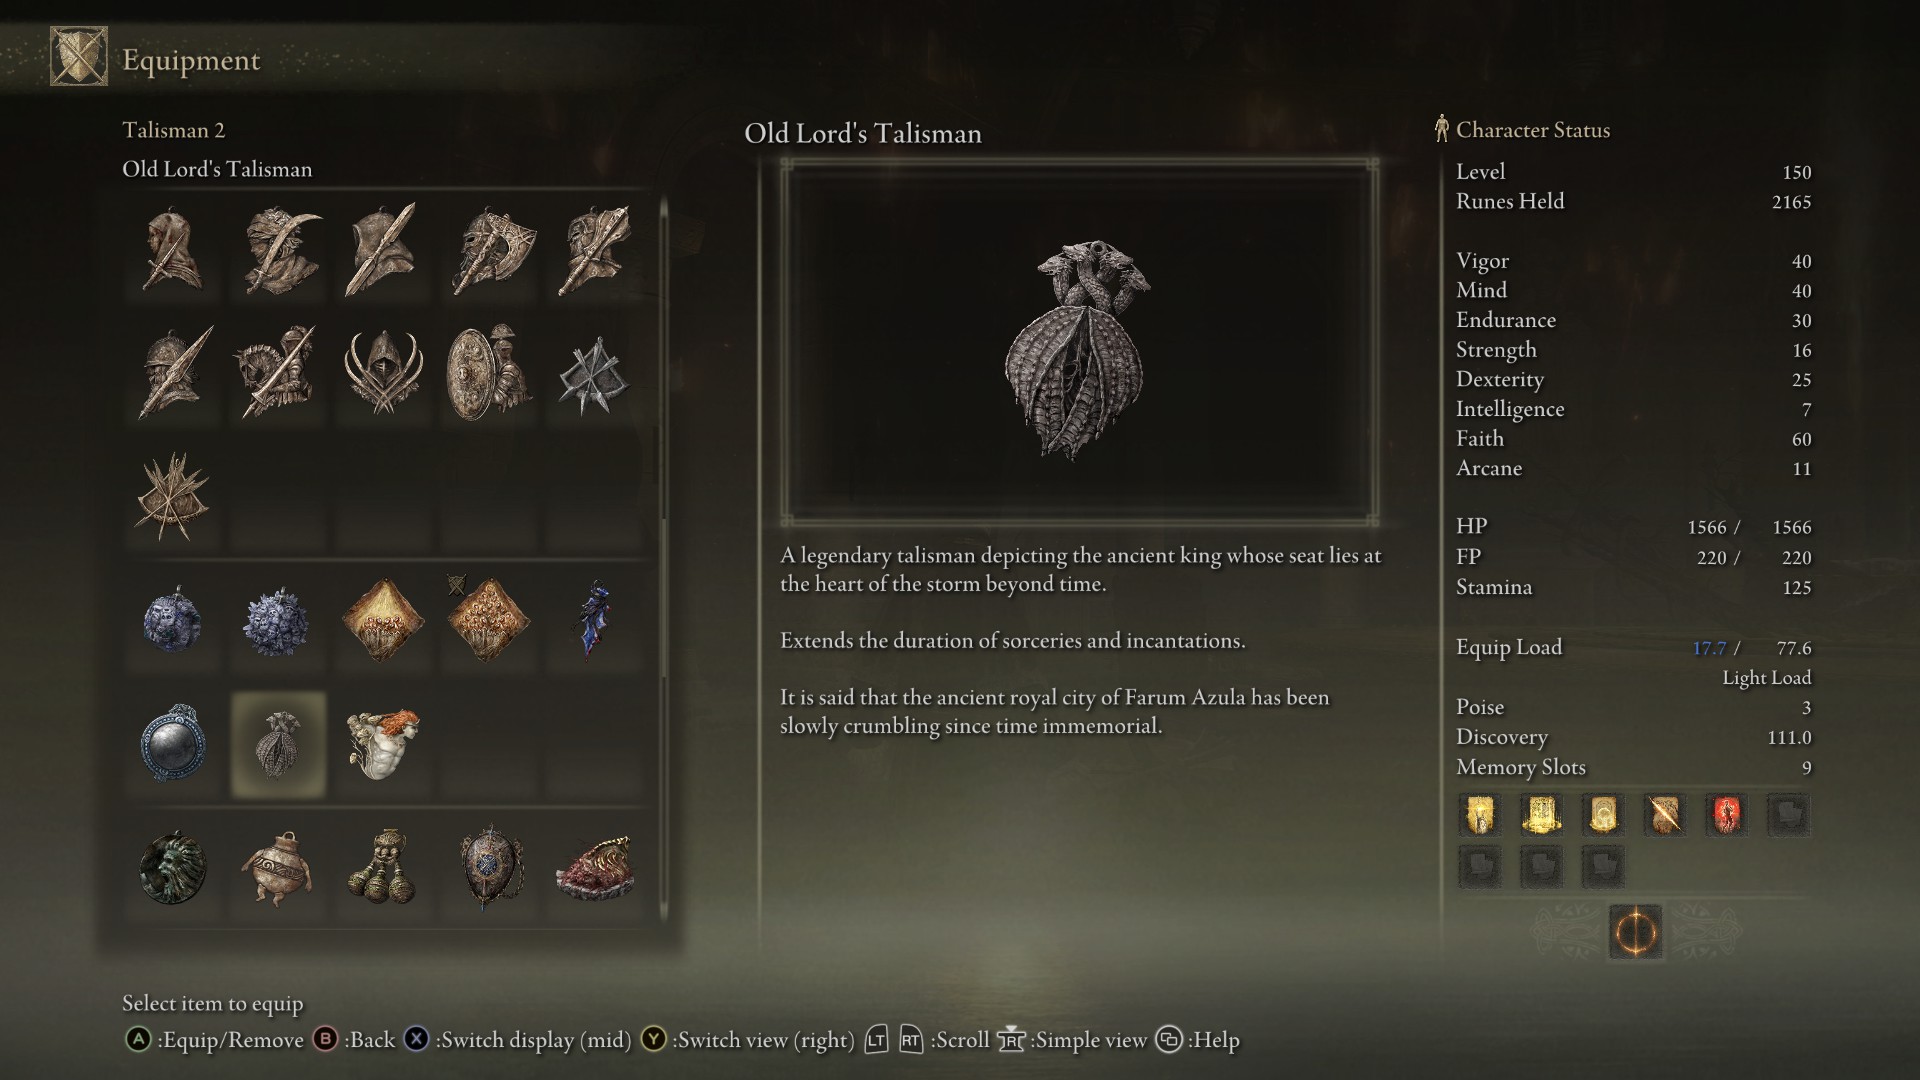 Equipment
Talisman 2
Old Lord's Talisman
Old Lord's Talisman
A legendary talisman depicting the ancient king whose seat lies at
the heart of the storm beyond time.
Extends the duration of sorceries and incantations.
It is said that the ancient royal city of Farum Azula has been
slowly crumbling since time immemorial.
Character Status
Level 150
Runes Held 2165
Vigor 40
Mind 40
Endurance 30
Strength 16
Dexterity 25
Intelligence 7
Faith 60
Arcane 11
HP 1566 / 1566
FP 220 / 220
Stamina 125
Equip Load 17.7 / 77.6
Light Load
Poise 3
Discovery 111.0
Memory Slots 9
Select item to equip
A :Equip/Remove B :Back X :Switch display (mid) Y :Switch view (right) LT RT :Scroll R :Simple view :Help